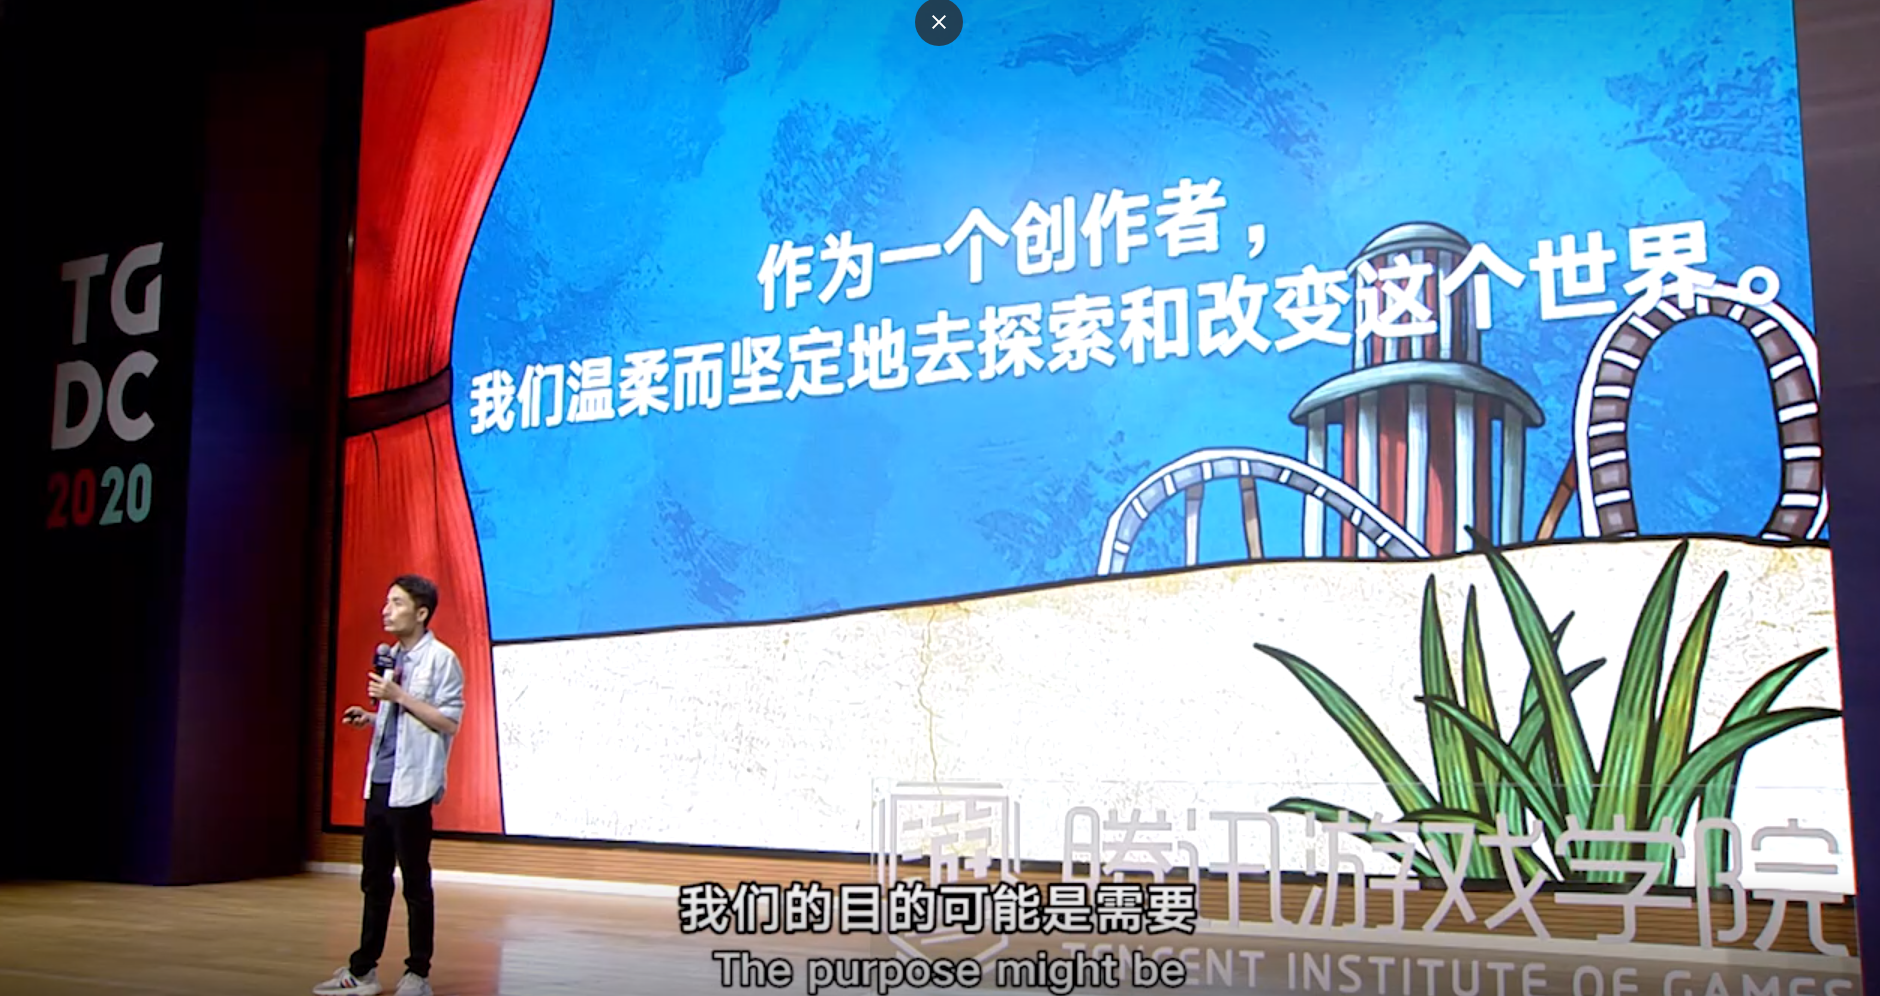 作为一个创作者，
我们温柔而坚定地去探索和改变这个世界。
TG
DC
2020
腾讯游戏学院
TENCENT INSTITUTE OF GAMES
我们的目的可能是需要
The purpose might be